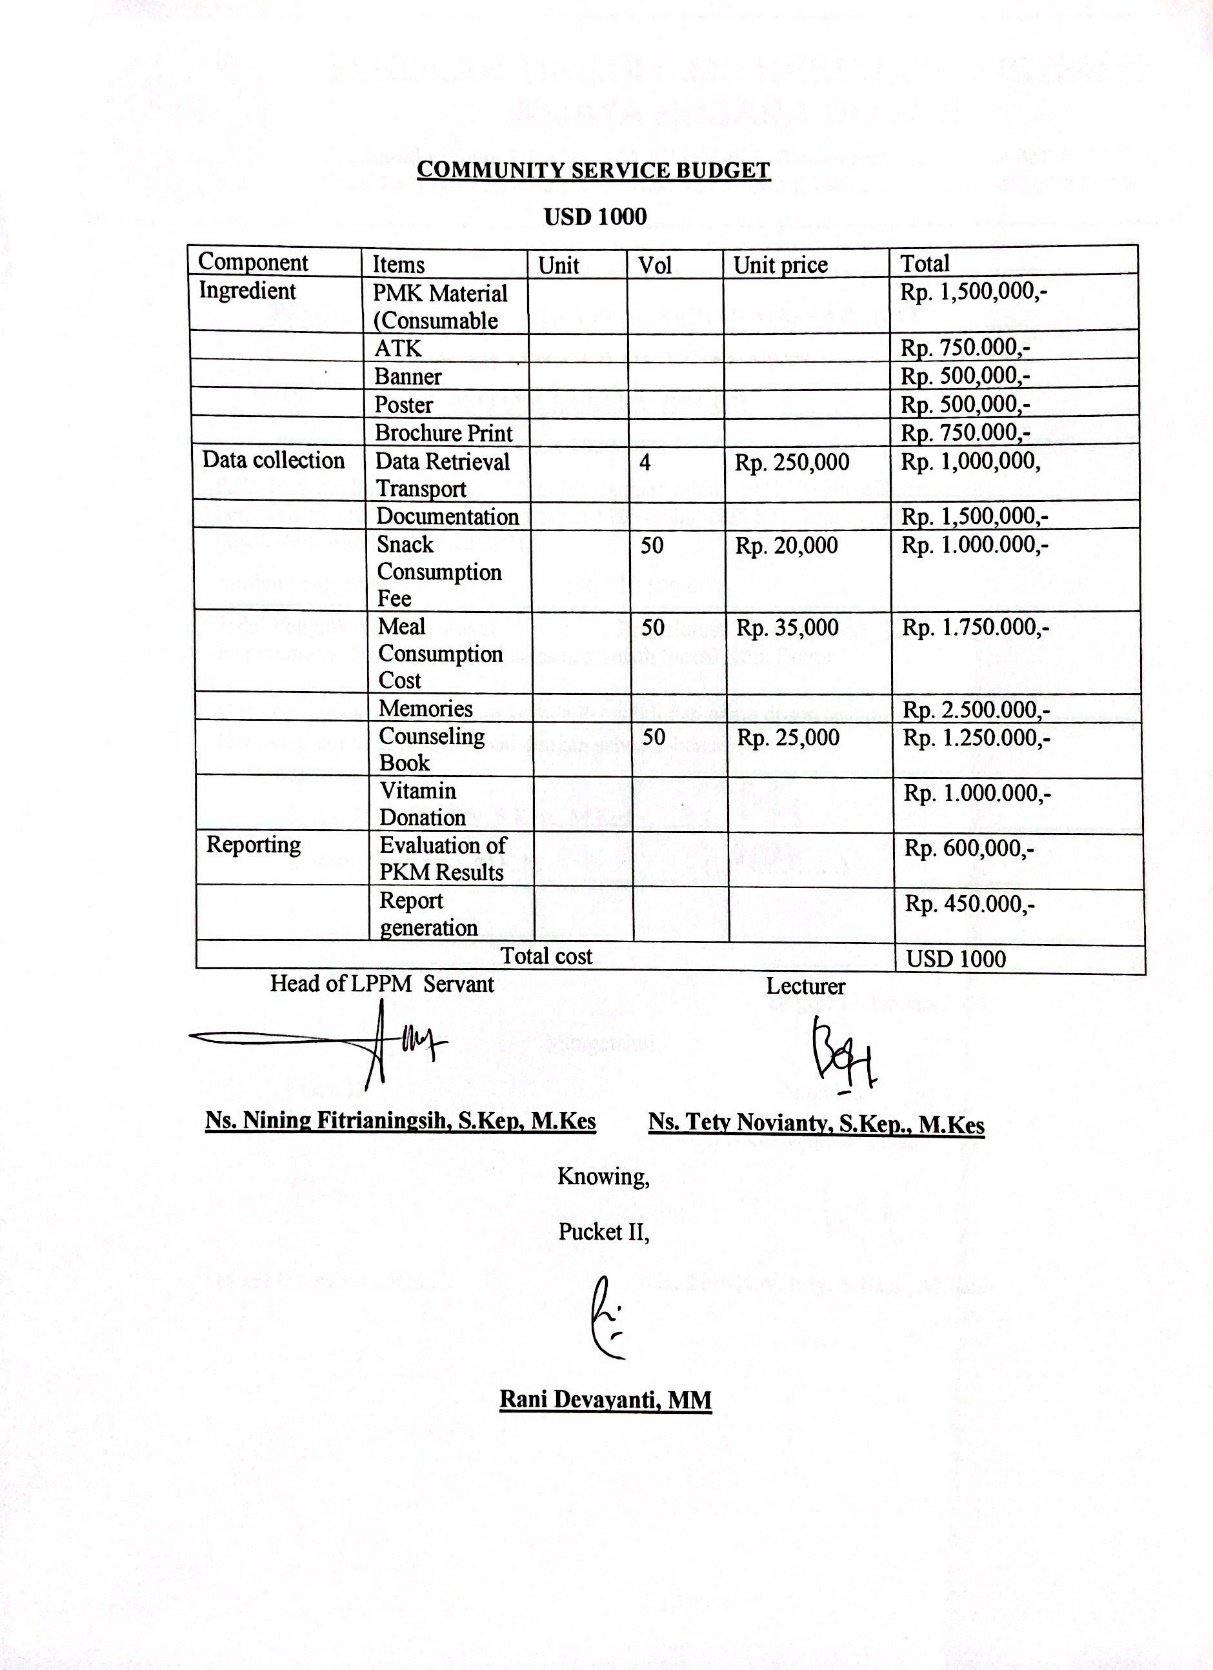 COMMUNITY SERVICE BUDGET
USD 1000
Component Items Unit Vol Unit price Total
Ingredient PMK Material Rp. 1,500,000,-
(Consumable
ATK Rp. 750.000,-
Banner Rp. 500,000,-
Poster Rp. 500,000,-
Brochure Print Rp. 750.000,-
Data collection Data Retrieval 4 Rp. 250,000 Rp. 1,000,000,
Transport
Documentation Rp. 1,500,000,-
Snack 50 Rp. 20,000 Rp. 1.000.000,-
Consumption
Fee
Meal 50 Rp. 35,000 Rp. 1.750.000,-
Consumption
Cost
Memories Rp. 2.500.000,-
Counseling 50 Rp. 25,000 Rp. 1.250.000,-
Book
Vitamin Rp. 1.000.000,-
Donation
Reporting Evaluation of Rp. 600,000,-
PKM Results
Report Rp. 450.000,-
generation
Total cost USD 1000
Head of LPPM Servant Lecturer
Ns. Nining Fitrianingsih, S.Kep, M.Kes Ns. Tety Novianty, S.Kep., M.Kes
Knowing,
Pucket II,
Rani Devayanti, MM